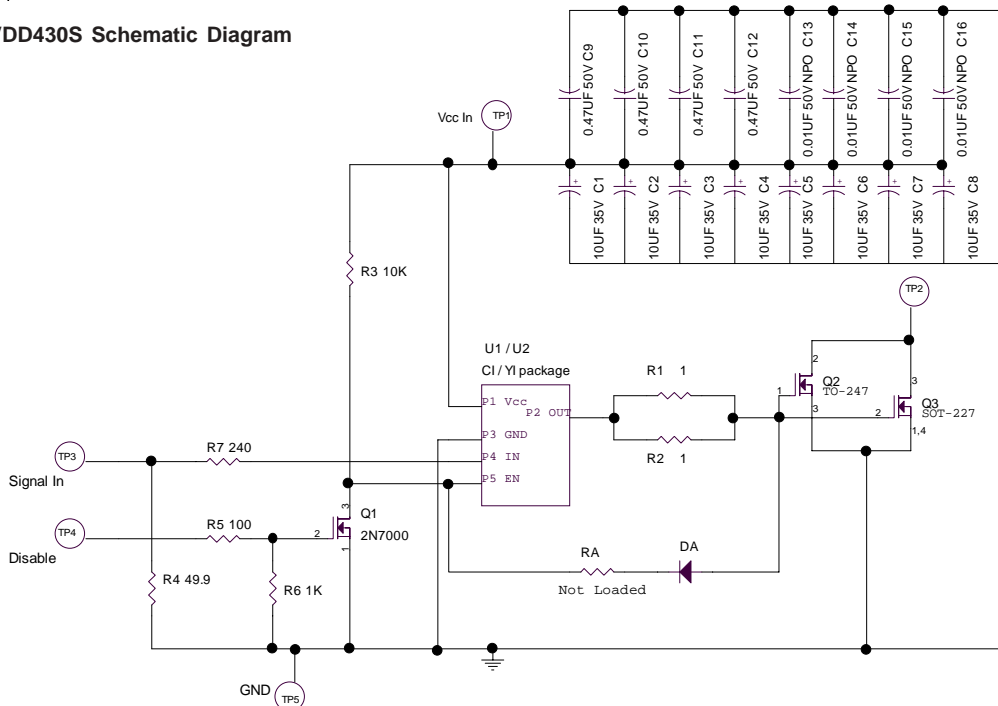 VDD430S Schematic Diagram
0.47UF 50V C9
0.47UF 50V C10
0.47UF 50V C11
0.47UF 50V C12
0.01UF 50V NPO C13
0.01UF 50V NPO C14
0.01UF 50V NPO C15
0.01UF 50V NPO C16
Vcc In
TP1
+
+
+
+
+
+
+
+
10UF 35V C1
10UF 35V C2
10UF 35V C3
10UF 35V C4
10UF 35V C5
10UF 35V C6
10UF 35V C7
10UF 35V C8
R3 10K
TP2
U1 / U2
CI / YI package
P1 Vcc
P2 OUT
P3 GND
P4 IN
P5 EN
R1 1
R2 1
2
1
Q2
TO-247
3
3
2
Q3
SOT-227
1,4
TP3
Signal In
R7 240
TP4
Disable
R5 100
2
3
Q1
2N7000
1
R4 49.9
R6 1K
RA
DA
Not Loaded
GND
TP5